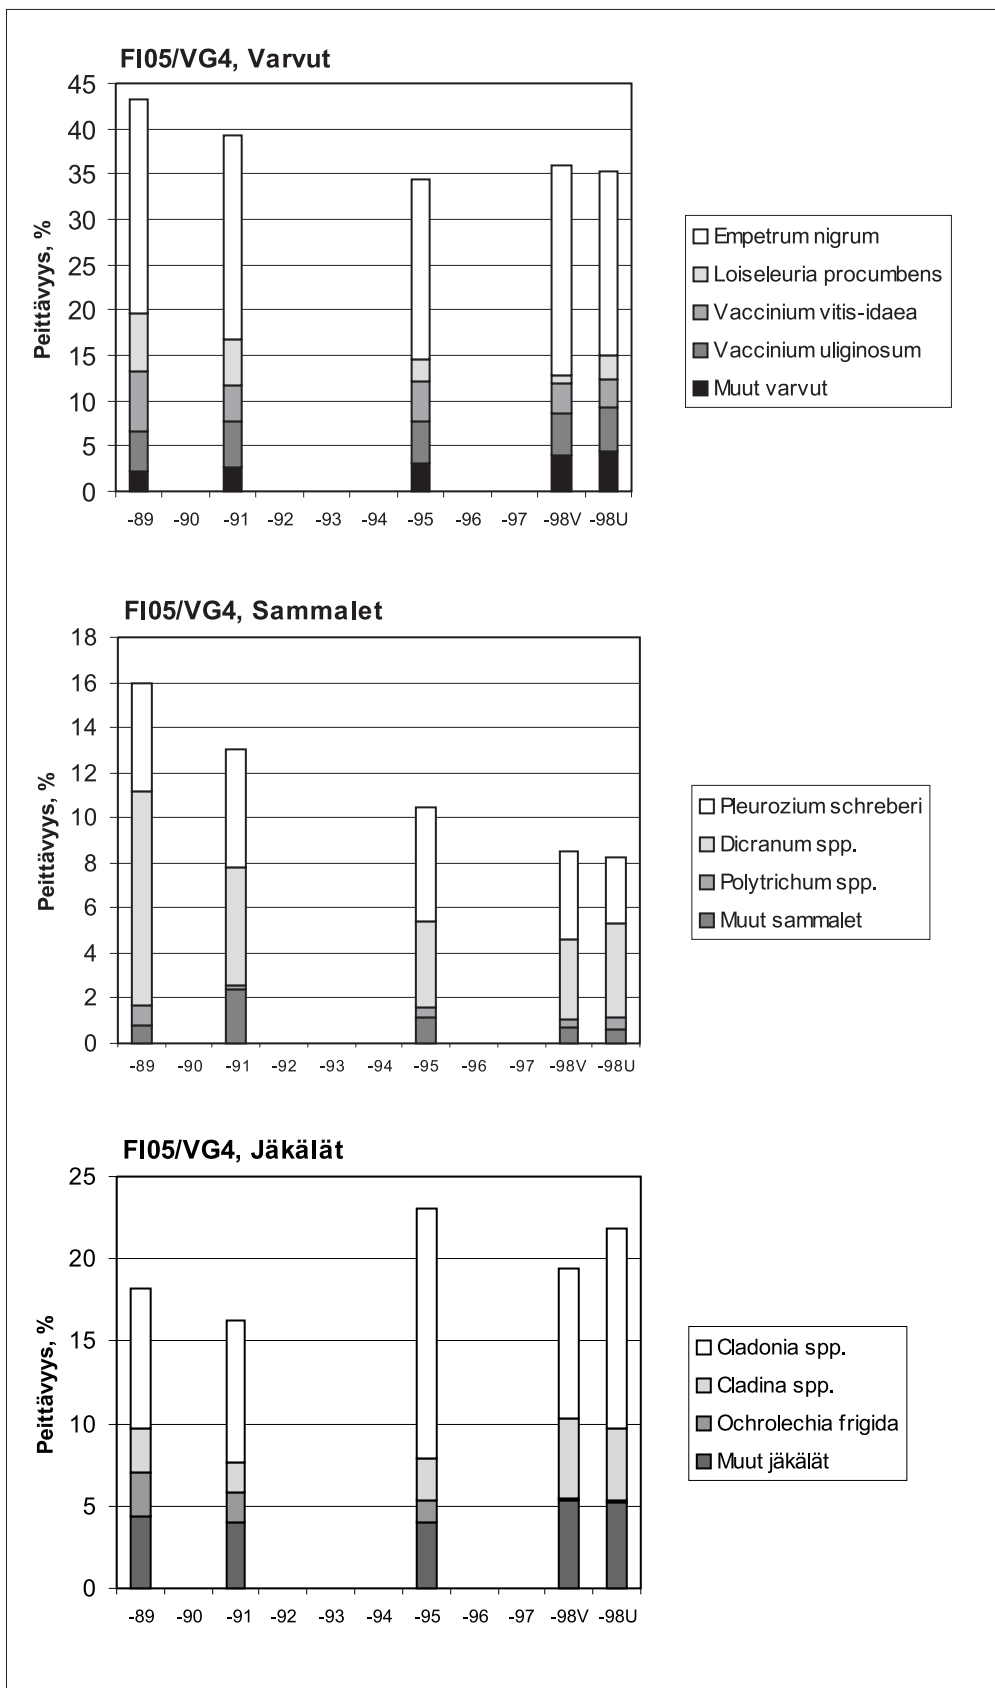 FI05/VG4, Varvut
45
40
35
30
25
20
15
10
5
0
Peittävyys, %
-89 -90 -91 -92 -93 -94 -95 -96 -97 -98V -98U
Empetrum nigrum
Loiseleuria procumbens
Vaccinium vitis-idaea
Vaccinium uliginosum
Muut varvut
FI05/VG4, Sammalet
18
16
14
12
10
8
6
4
2
0
Peittävyys, %
-89 -90 -91 -92 -93 -94 -95 -96 -97 -98V -98U
Pleurozium schreberi
Dicranum spp.
Polytrichum spp.
Muut sammalet
FI05/VG4, Jäkälät
25
20
15
10
5
0
Peittävyys, %
-89 -90 -91 -92 -93 -94 -95 -96 -97 -98V -98U
Cladonia spp.
Cladina spp.
Ochrolechia frigida
Muut jäkälät